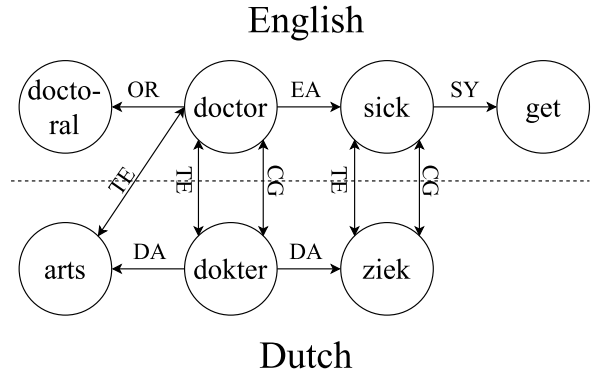 English
docto-
ral
OR
doctor
EA
sick
SY
get
TE
TE
CG
TE
CG
arts
DA
dokter
DA
ziek
Dutch